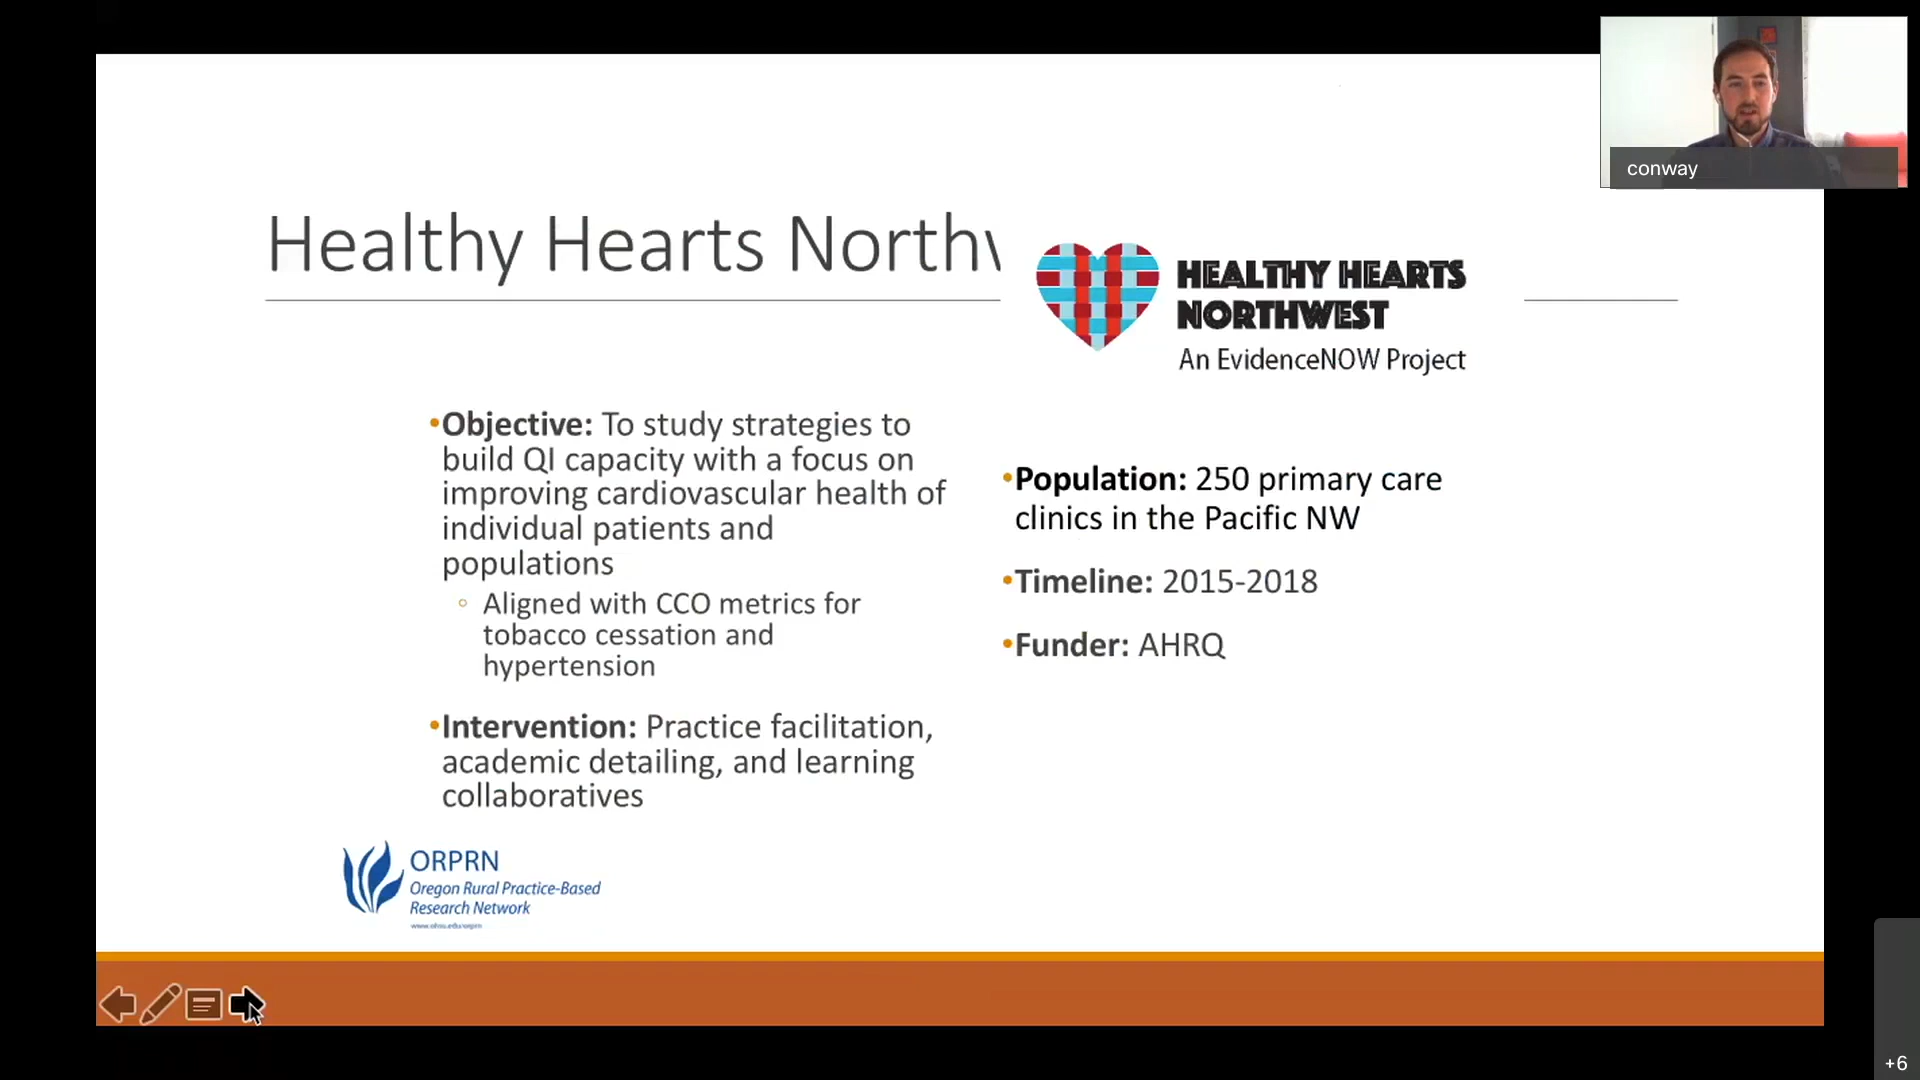 conway
Healthy Hearts North
HEALTHY HEARTS
NORTHWEST
An EvidenceNOW Project
•Objective: To study strategies to
build QI capacity with a focus on
improving cardiovascular health of
individual patients and
populations
◦ Aligned with CCO metrics for
tobacco cessation and
hypertension
•Intervention: Practice facilitation,
academic detailing, and learning
collaboratives
•Population: 250 primary care
clinics in the Pacific NW
•Timeline: 2015-2018
•Funder: AHRQ
ORPRN
Oregon Rural Practice-Based
Research Network
www.ohsu.edu/orprn
+6